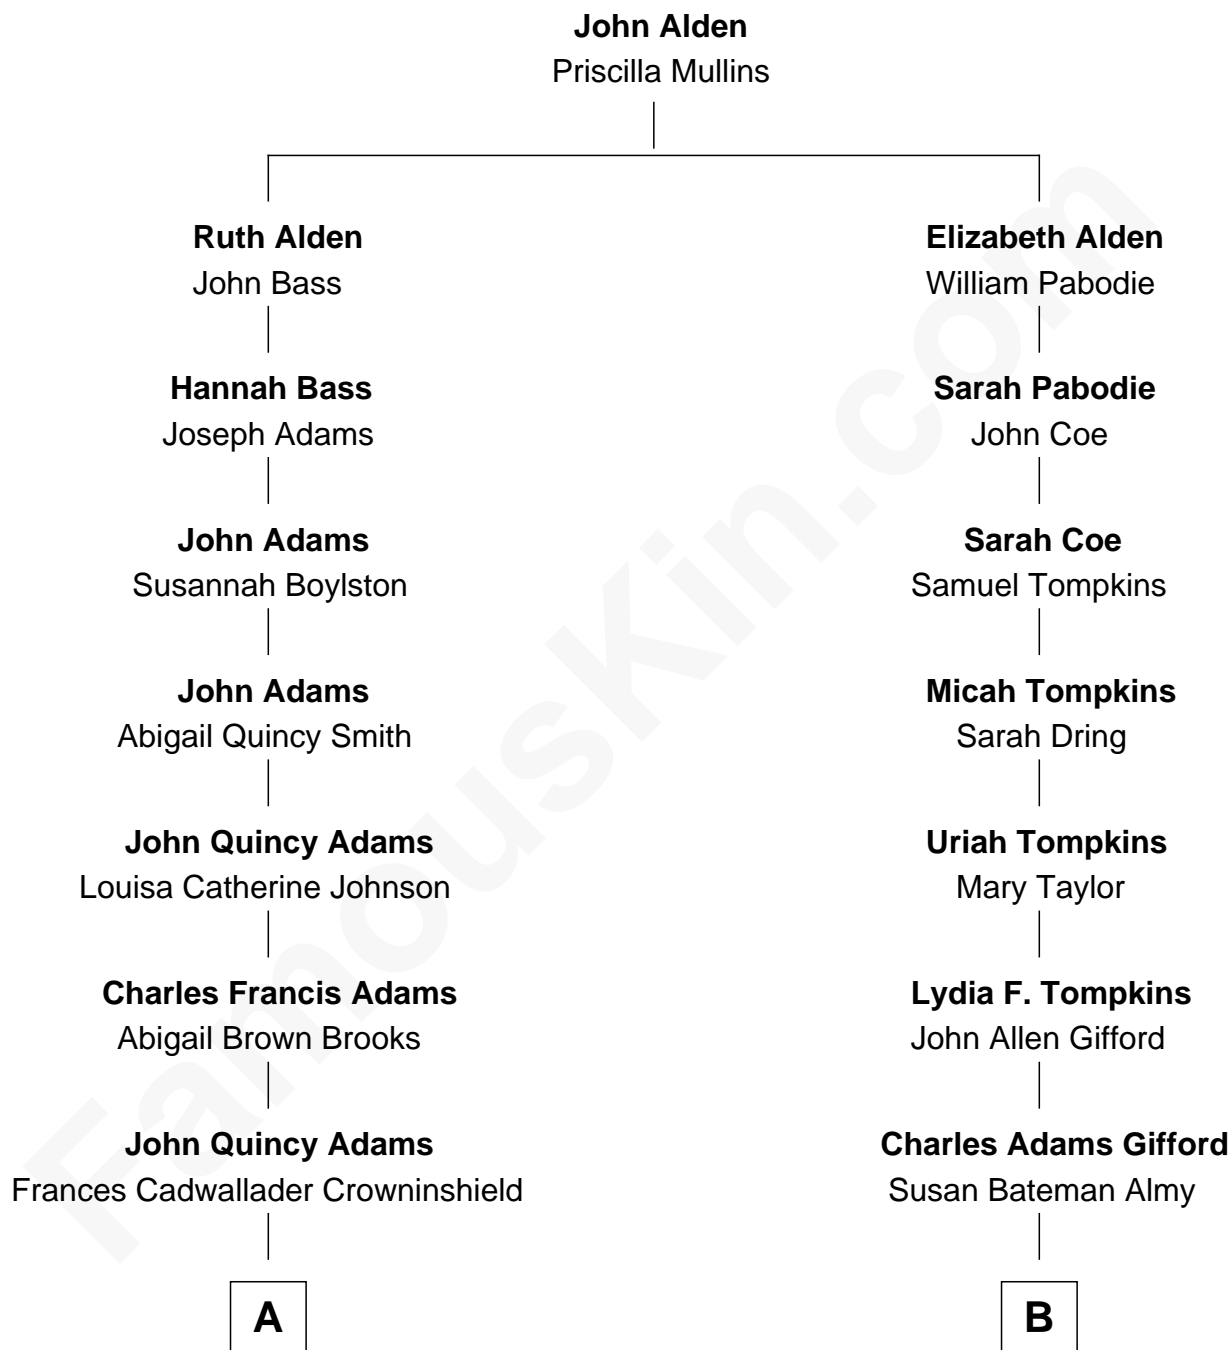 John Alden
Priscilla Mullins
Ruth Alden
John Bass
Elizabeth Alden
William Pabodie
Hannah Bass
Joseph Adams
Sarah Pabodie
John Coe
John Adams
Susannah Boylston
Sarah Coe
Samuel Tompkins
John Adams
Abigail Quincy Smith
Micah Tompkins
Sarah Dring
John Quincy Adams
Louisa Catherine Johnson
Uriah Tompkins
Mary Taylor
Charles Francis Adams
Abigail Brown Brooks
Lydia F. Tompkins
John Allen Gifford
John Quincy Adams
Frances Cadwallader Crowninshield
Charles Adams Gifford
Susan Bateman Almy
A
B
FamousKin.com